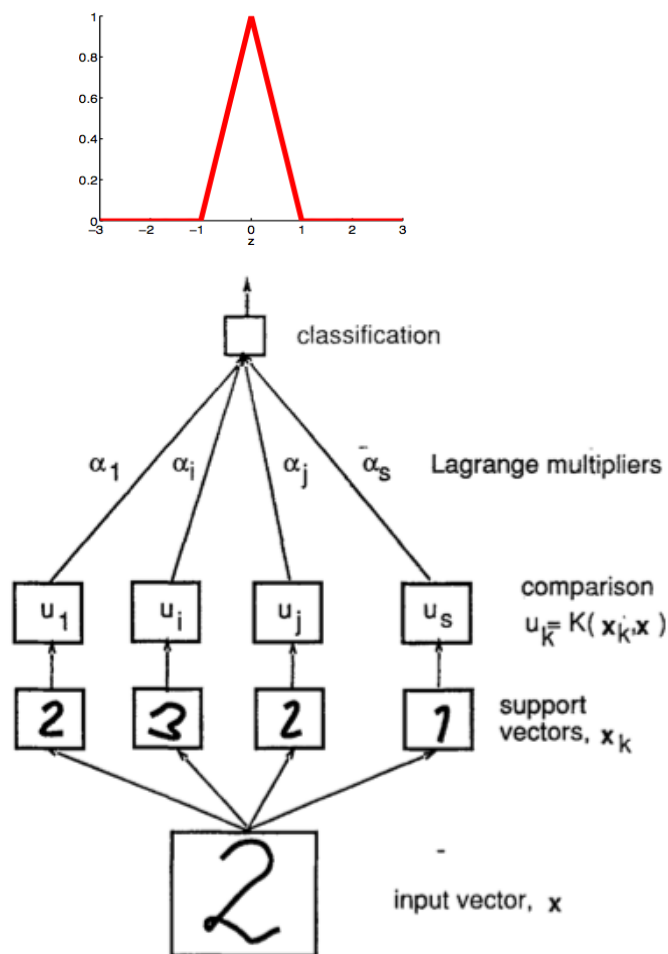 1
0.8
0.6
0.4
0.2
0
−3 −2 −1 0 1 2 3
z
classification
α1 αi αj αs Lagrange multipliers
comparison
u1 ui uj us uk= K( xk, x )
2 3 2 1 support
vectors, xk
2
input vector, x